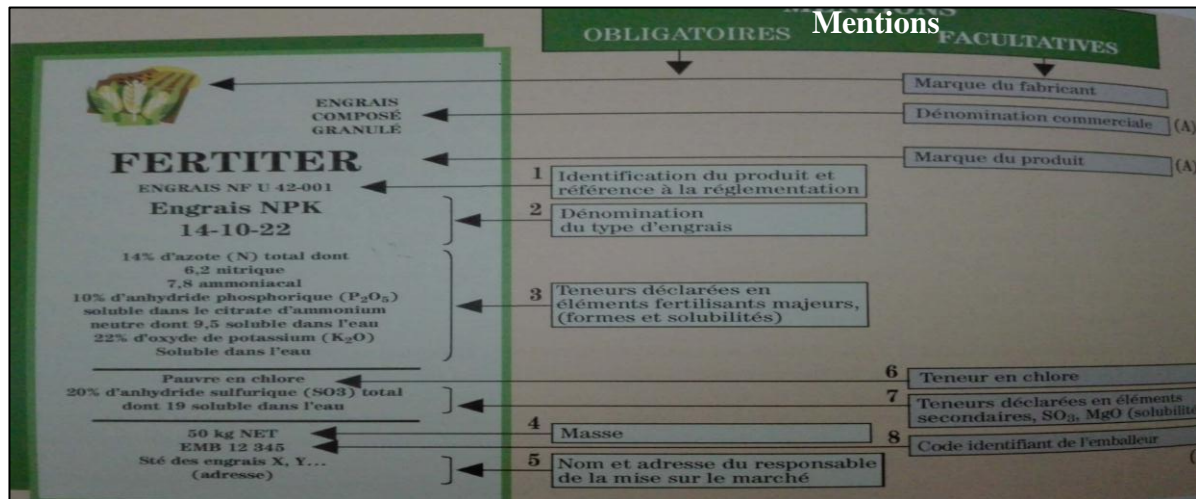 MENTIONS
Mentions
OBLIGATOIRES
FACULTATIVES
ENGRAIS
COMPOSÉ
GRANULÉ
FERTITER
ENGRAIS NF U 42-001
Engrais NPK
14-10-22
14% d'azote (N) total dont
6,2 nitrique
7,8 ammoniacal
10% d'anhydride phosphorique (P₂O₅)
soluble dans le citrate d'ammonium
neutre dont 9,5 soluble dans l'eau
22% d'oxyde de potassium (K₂O)
Soluble dans l'eau
Pauvre en chlore
20% d'anhydride sulfurique (SO3) total
dont 19 soluble dans l'eau
50 kg NET
EMB 12 345
Sté des engrais X, Y...
(adresse)
Marque du fabricant
Dénomination commerciale (A)
Marque du produit (A)
1 Identification du produit et
référence à la réglementation
2 Dénomination
du type d'engrais
3 Teneurs déclarées en
éléments fertilisants majeurs,
(formes et solubilités)
6 Teneur en chlore
7 Teneurs déclarées en éléments
secondaires, SO₃, MgO (solubilité
4 Masse
8 Code identifiant de l'emballeur
5 Nom et adresse du responsable
de la mise sur le marché